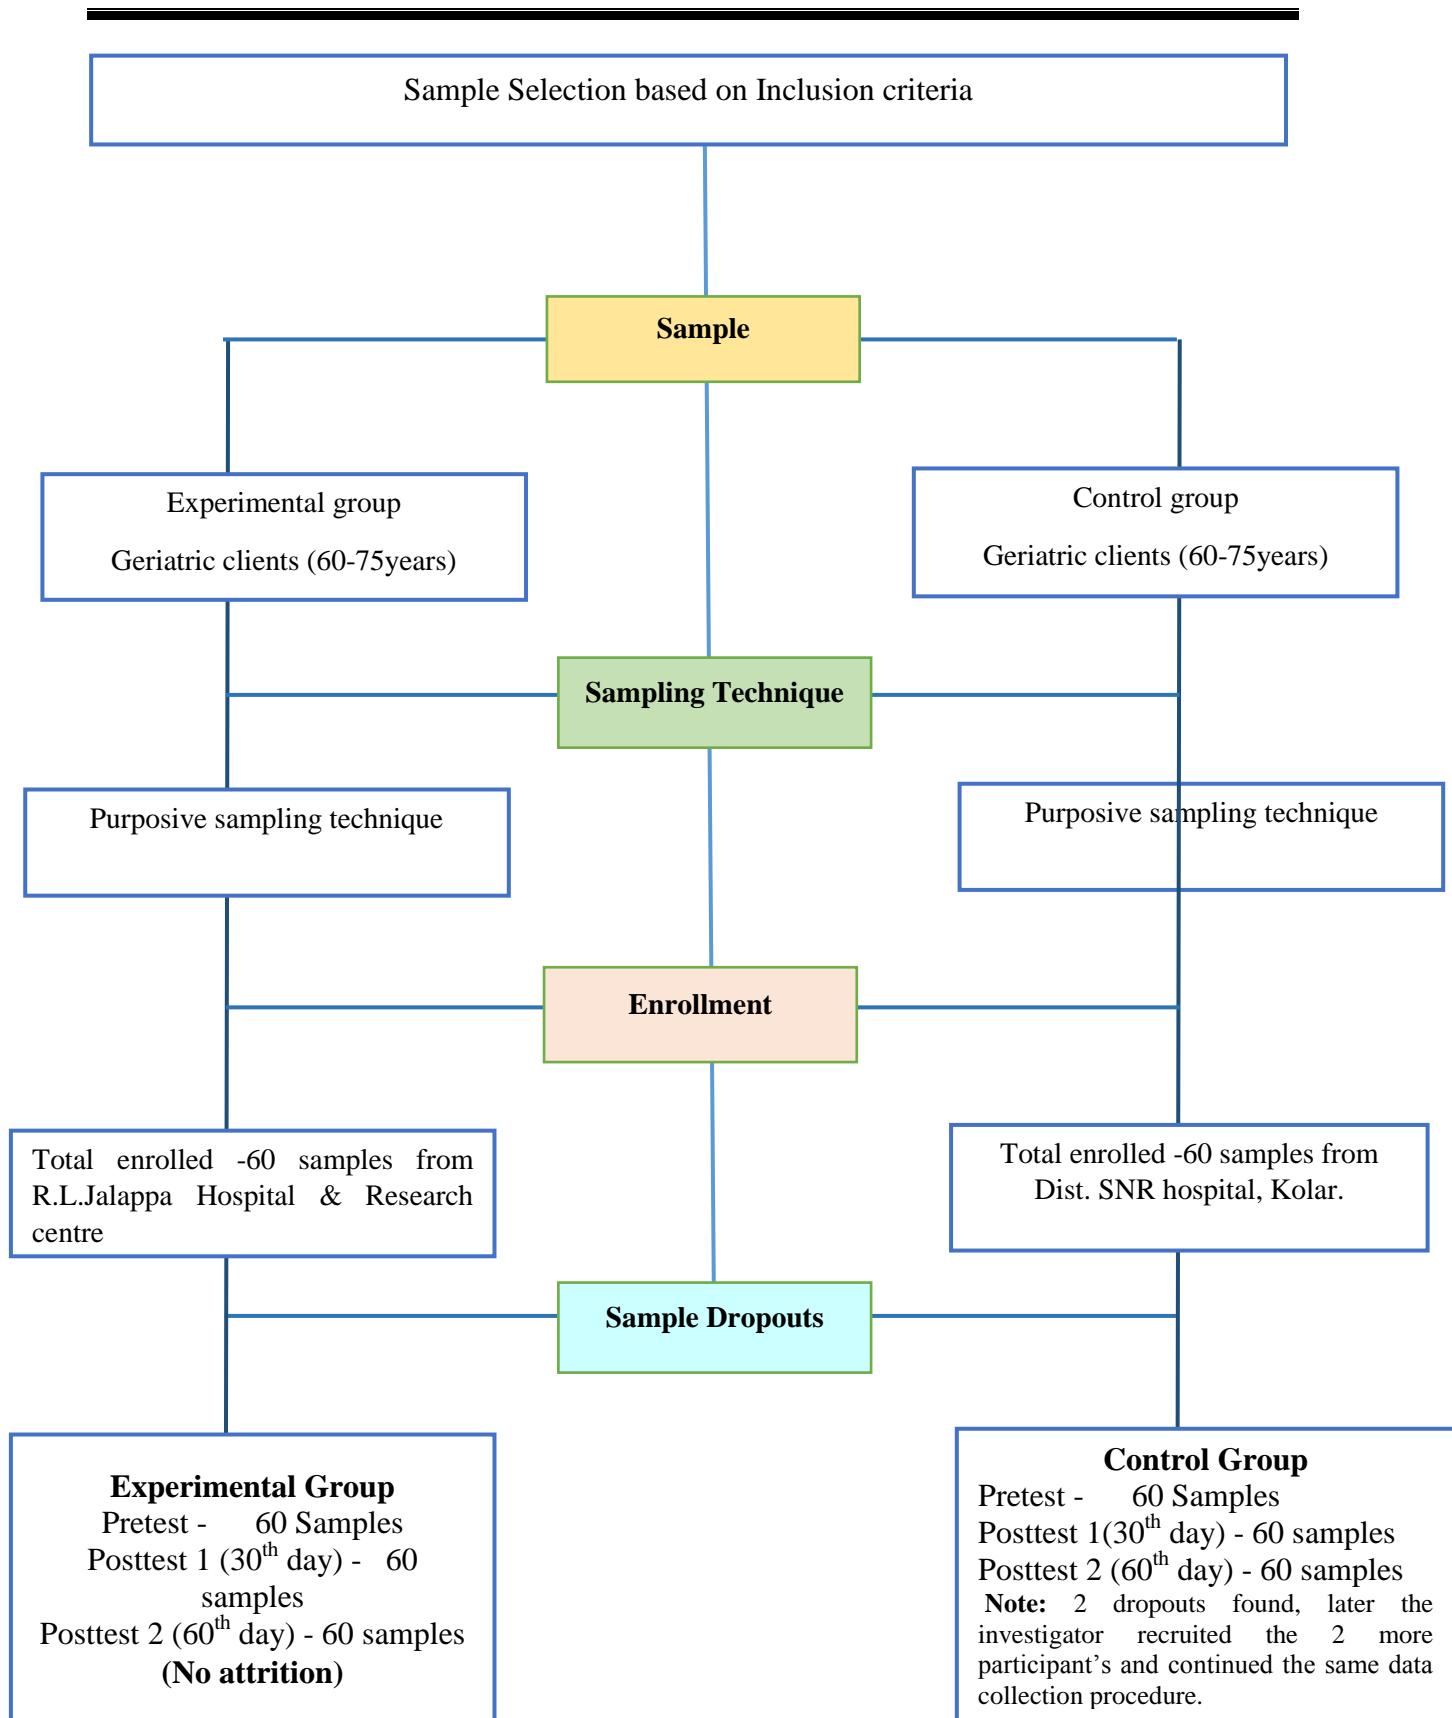 Sample Selection based on Inclusion criteria
Sample
Experimental group
Geriatric clients (60-75years)
Control group
Geriatric clients (60-75years)
Sampling Technique
Purposive sampling technique
Purposive sampling technique
Enrollment
Total enrolled -60 samples from
R.L.Jalappa Hospital & Research
centre
Total enrolled -60 samples from
Dist. SNR hospital, Kolar.
Sample Dropouts
Experimental Group
Pretest - 60 Samples
Posttest 1 (30th day) - 60
samples
Posttest 2 (60th day) - 60 samples
(No attrition)
Control Group
Pretest - 60 Samples
Posttest 1(30th day) - 60 samples
Posttest 2 (60th day) - 60 samples
Note: 2 dropouts found, later the
investigator recruited the 2 more
participant's and continued the same data
collection procedure.